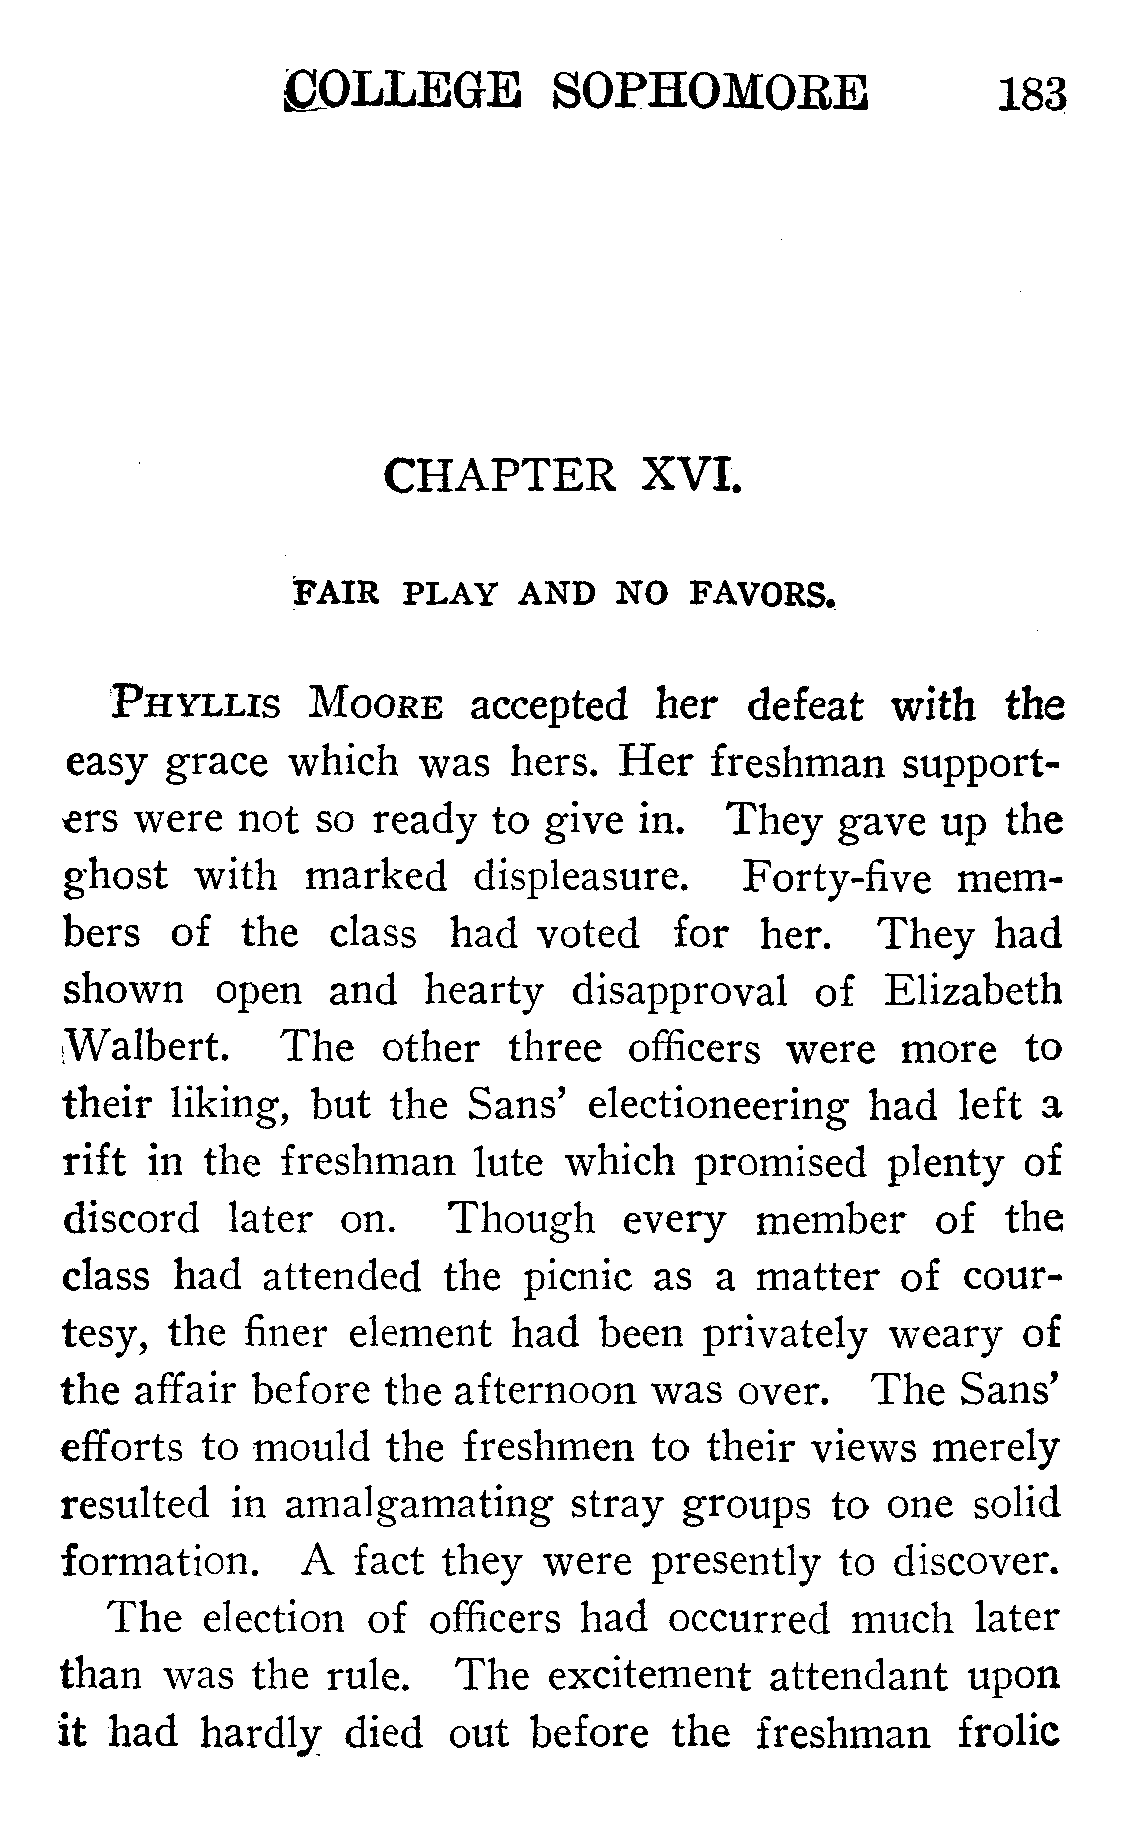 COLLEGE SOPHOMORE 183
CHAPTER XVI.
FAIR PLAY AND NO FAVORS.
PHYLLIS MOORE accepted her defeat with the
easy grace which was hers. Her freshman support-
ers were not so ready to give in. They gave up the
ghost with marked displeasure. Forty-five mem-
bers of the class had voted for her. They had
shown open and hearty disapproval of Elizabeth
Walbert. The other three officers were more to
their liking, but the Sans' electioneering had left a
rift in the freshman lute which promised plenty of
discord later on. Though every member of the
class had attended the picnic as a matter of cour-
tesy, the finer element had been privately weary of
the affair before the afternoon was over. The Sans'
efforts to mould the freshmen to their views merely
resulted in amalgamating stray groups to one solid
formation. A fact they were presently to discover.
The election of officers had occurred much later
than was the rule. The excitement attendant upon
it had hardly died out before the freshman frolic